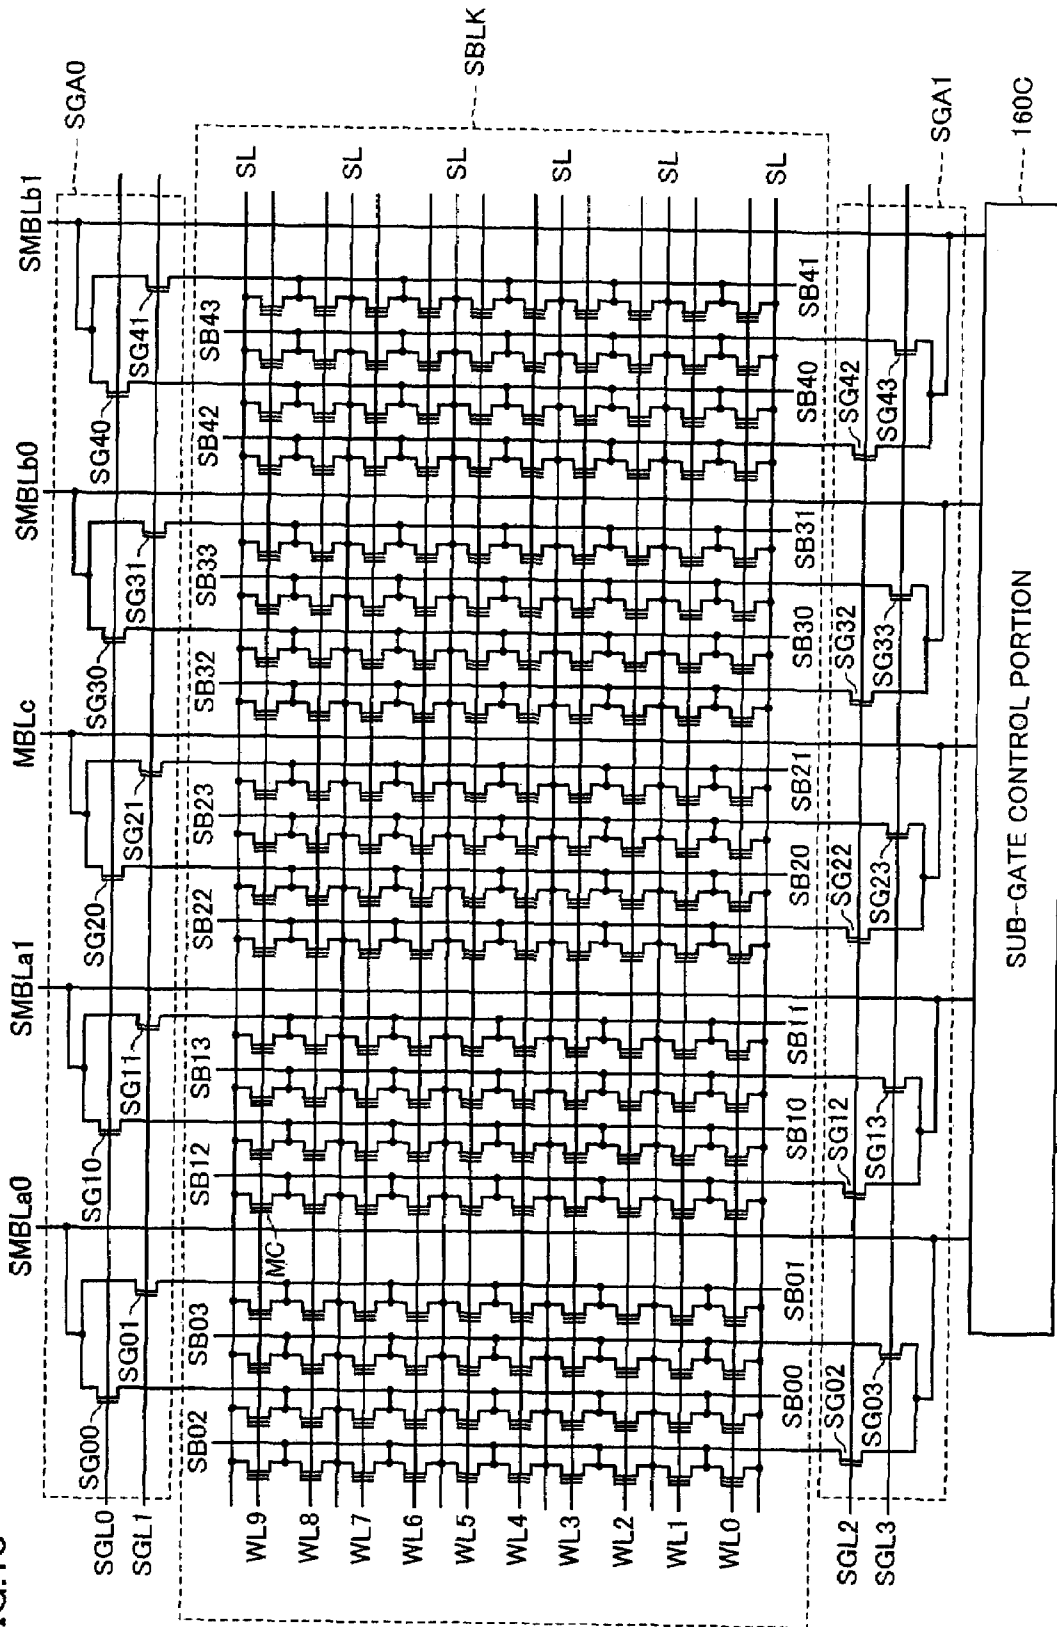 SGA0
SBLK
SGA1
160C
SMBLa0
SMBLa1
MBLc
SMBLb0
SMBLb1
SGL0
SGL1
SG00
SG01
SG10
SG11
SG20
SG21
SG30
SG31
SG40
SG41
SB02
SB03
SB12
SB13
SB22
SB23
SB32
SB33
SB42
SB43
WL9
WL8
WL7
WL6
WL5
WL4
WL3
WL2
WL1
WL0
MC
SL
SL
SL
SL
SL
SL
SB00
SB01
SB10
SB11
SB20
SB21
SB30
SB31
SB40
SB41
SGL2
SGL3
SG02
SG03
SG12
SG13
SG22
SG23
SG32
SG33
SG42
SG43
SUB-GATE CONTROL PORTION